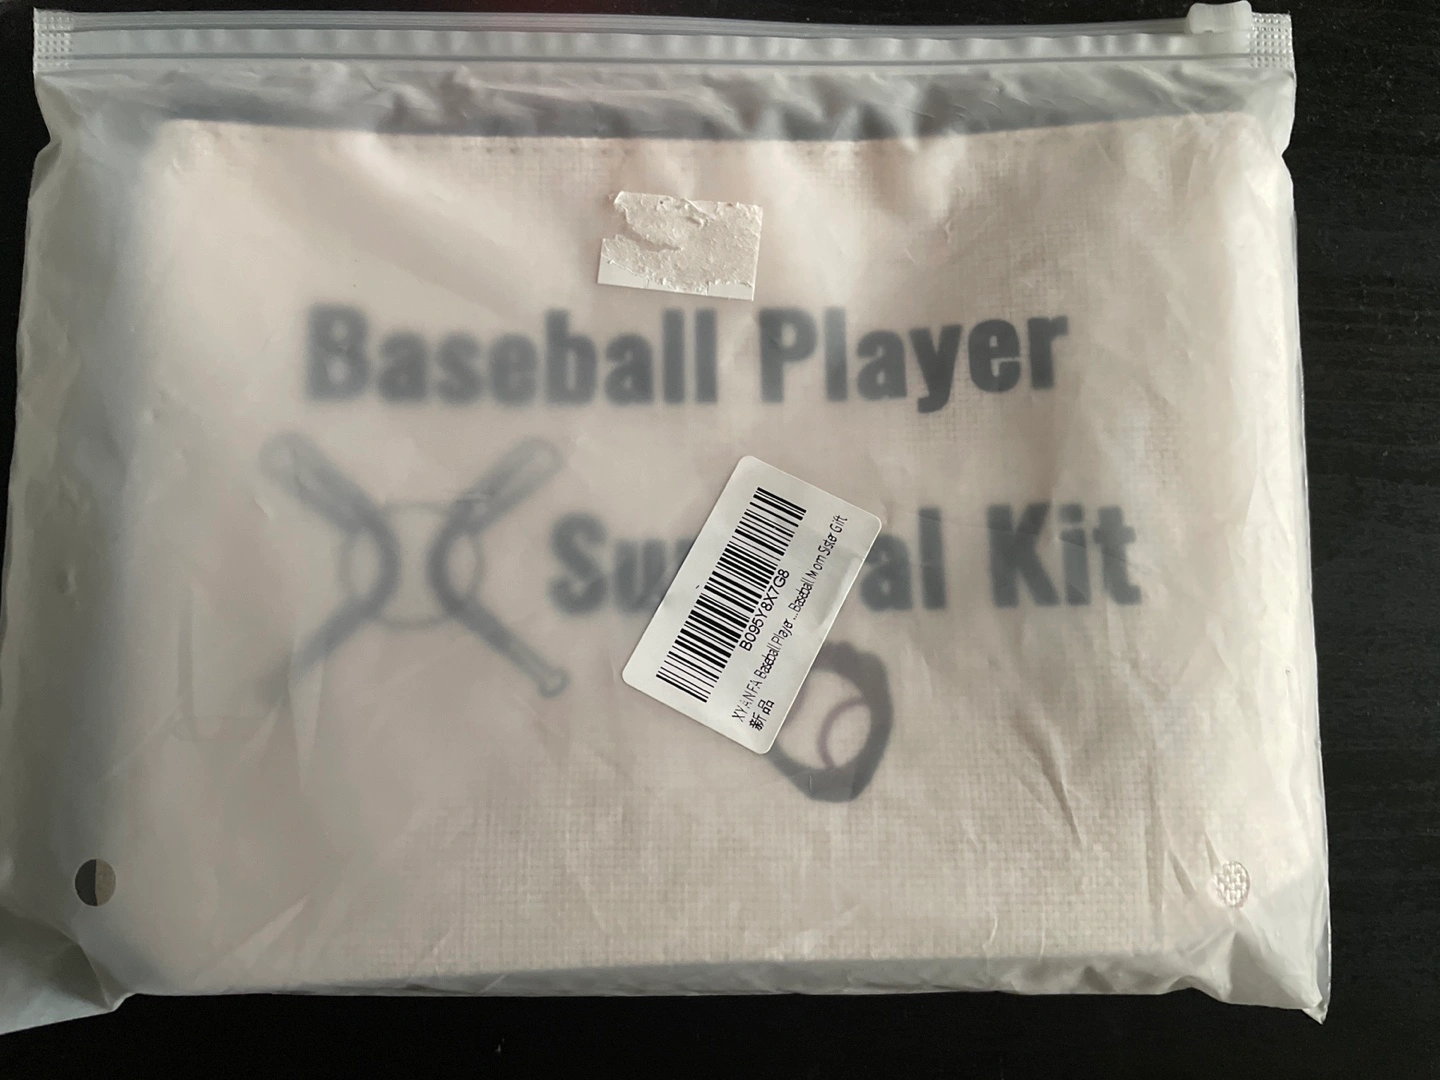 Baseball Player
Su al Kit
B095Y8X7G8
XYANFA Baseball Player ... Baseball Mom Sister Gift
新品